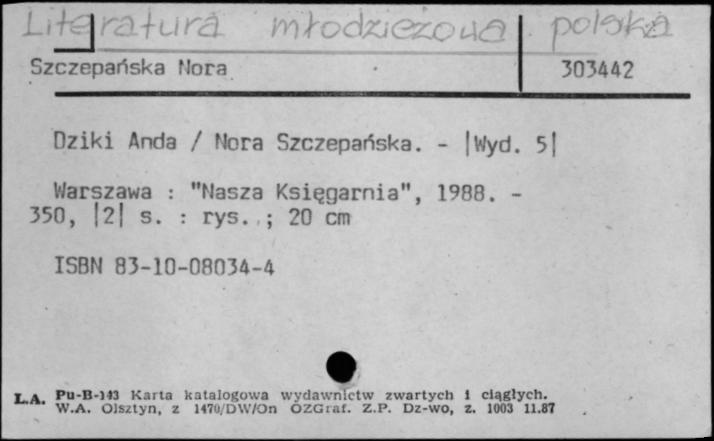 Literatura młodzieżowa polska
Szczepańska Nora 303442
Dziki Anda / Nora Szczepańska. - |Wyd. 5|
Warszawa : "Nasza Księgarnia", 1988. -
350, |2| s. : rys. ; 20 cm
ISBN 83-10-08034-4
L.A. Pu-B-143 Karta katalogowa wydawnictw zwartych i ciągłych.
W.A. Olsztyn, z 1470/DW/On OZGraf. Z.P. Dz-wo, z. 1003 11.87